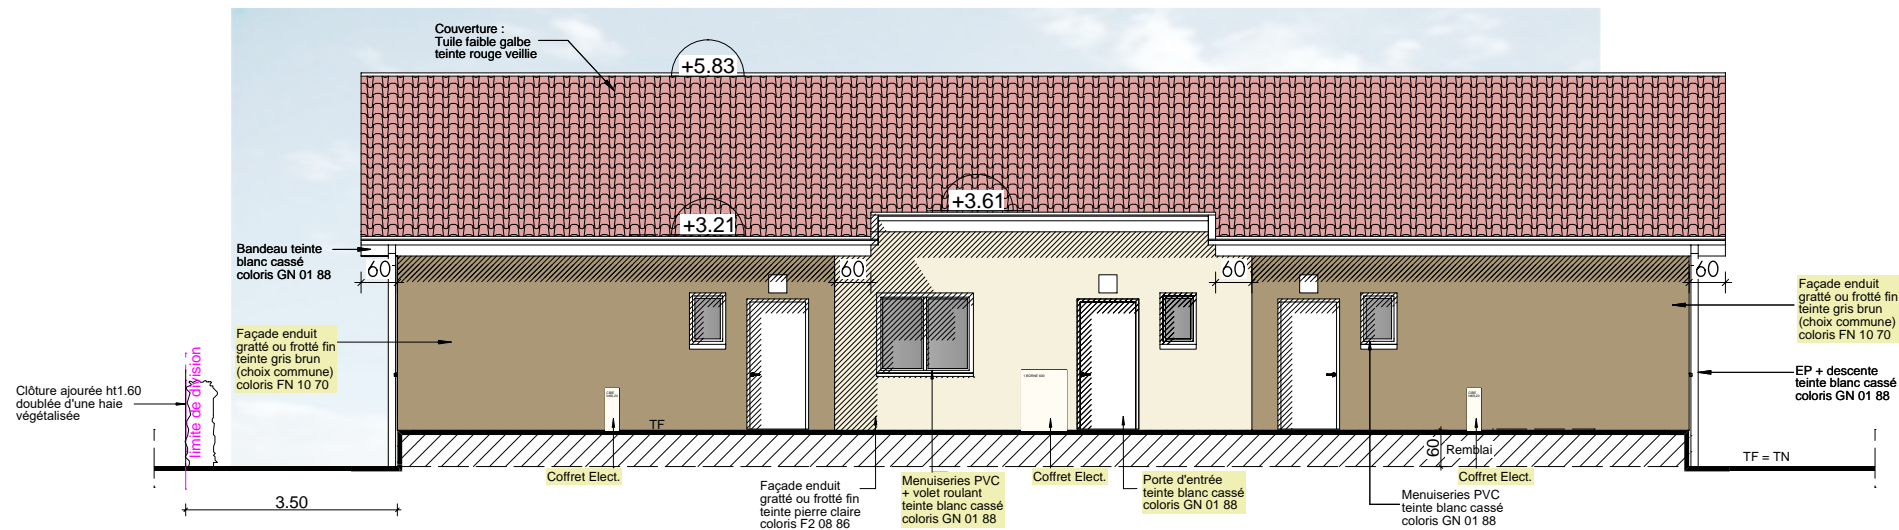 Couverture :
Tuile faible galbe
teinte rouge veillie
+5.83
+3.61
+3.21
Bandeau teinte
blanc cassé
coloris GN 01 88
60
60
60
60
Façade enduit
gratté ou frotté fin
teinte gris brun
(choix commune)
coloris FN 10 70
Façade enduit
gratté ou frotté fin
teinte gris brun
(choix commune)
coloris FN 10 70
Clôture ajourée ht1.60
doublée d'une haie
végétalisée
limite de division
EP + descente
teinte blanc cassé
coloris GN 01 88
1 BORNE 600
TF
60
Remblai
TF = TN
Coffret Elect.
Coffret Elect.
Coffret Elect.
3.50
Façade enduit
gratté ou frotté fin
teinte pierre claire
coloris F2 08 86
Menuiseries PVC
+ volet roulant
teinte blanc cassé
coloris GN 01 88
Porte d'entrée
teinte blanc cassé
coloris GN 01 88
Menuiseries PVC
teinte blanc cassé
coloris GN 01 88